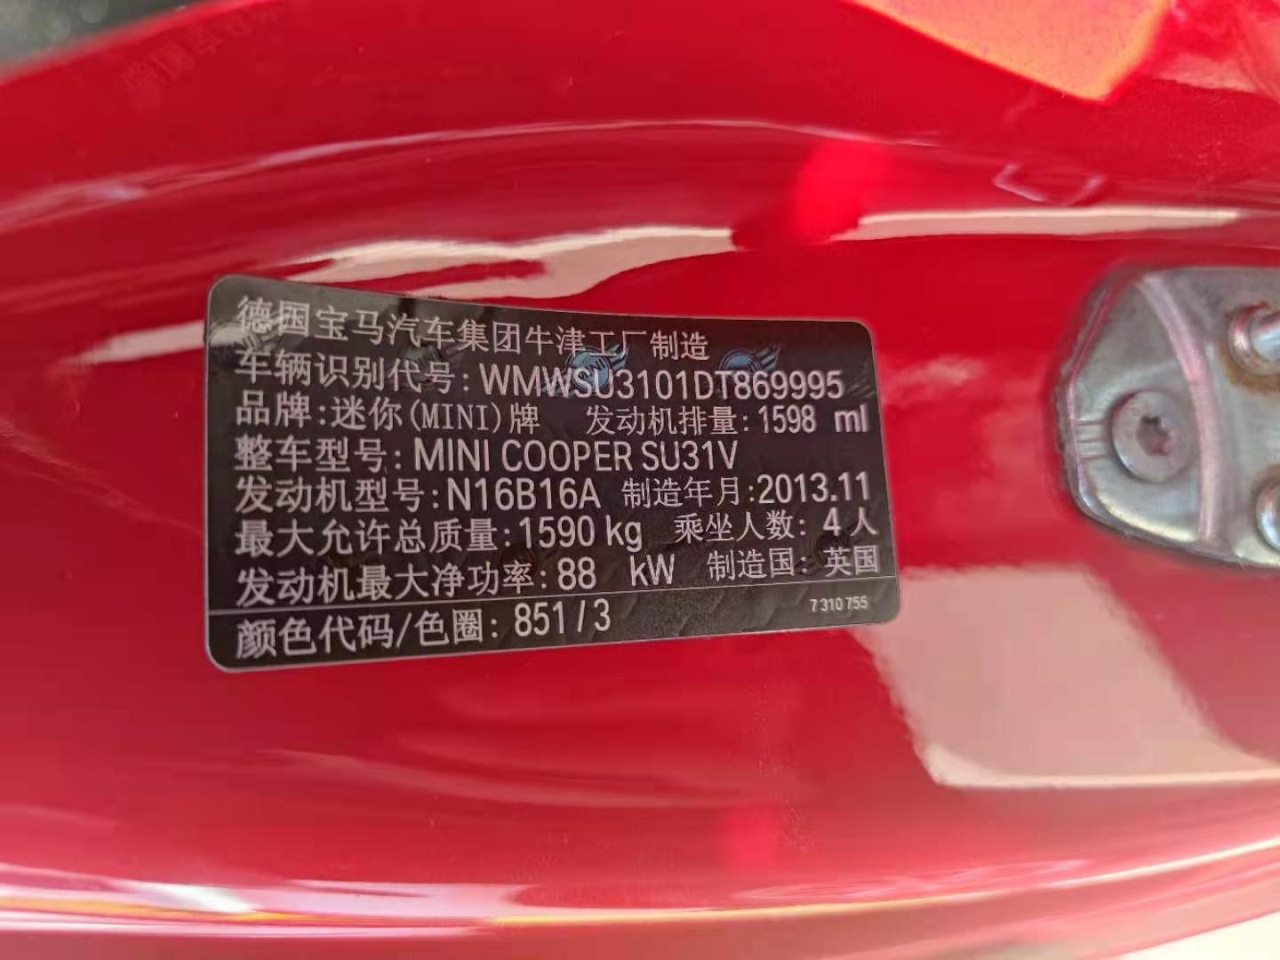 德国宝马汽车集团牛津工厂制造
车辆识别代号: WMWSU3101DT869995
品牌: 迷你(MINI)牌 发动机排量: 1598 ml
整车型号: MINI COOPER SU31V
发动机型号: N16B16A 制造年月: 2013.11
最大允许总质量: 1590 kg 乘坐人数: 4 人
发动机最大净功率: 88 kW 制造国: 英国
颜色代码/色圈: 851 / 3 7 310 755